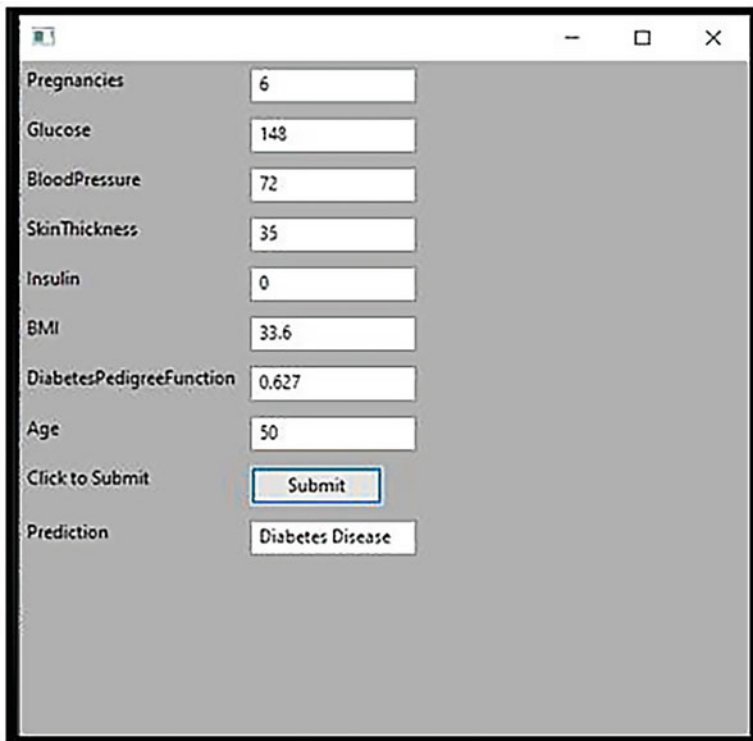 Pregnancies 6
Glucose 148
BloodPressure 72
SkinThickness 35
Insulin 0
BMI 33.6
DiabetesPedigreeFunction 0.627
Age 50
Click to Submit Submit
Prediction Diabetes Disease